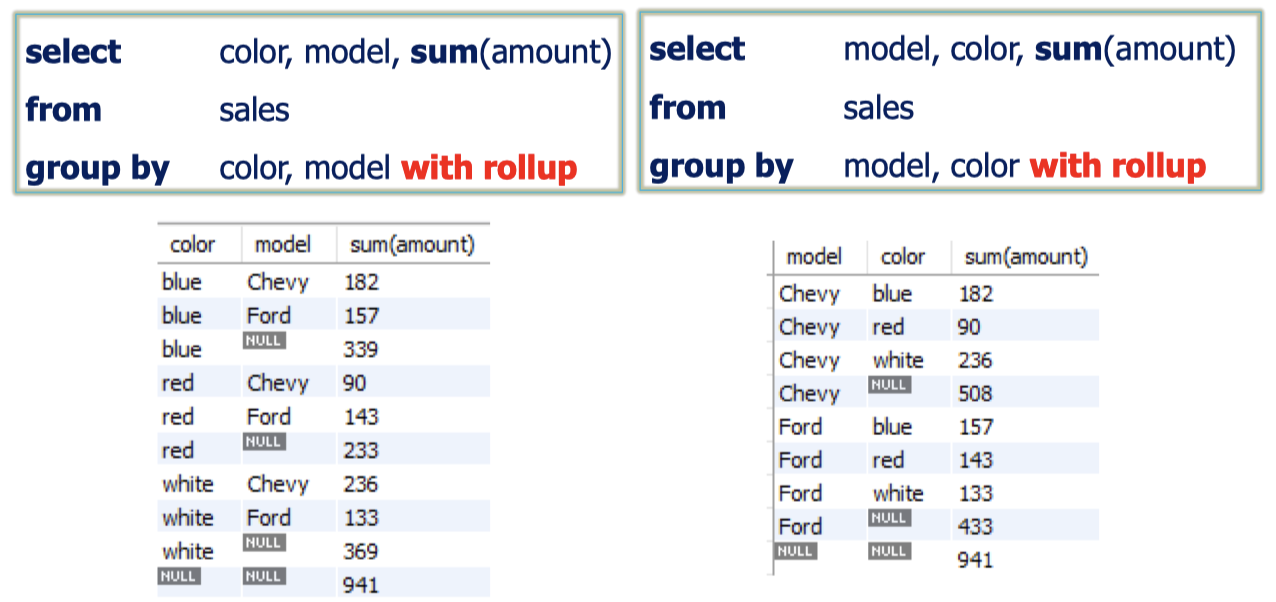 select color, model, sum(amount)
from sales
group by color, model with rollup
select model, color, sum(amount)
from sales
group by model, color with rollup
color model sum(amount)
blue Chevy 182
blue Ford 157
blue NULL 339
red Chevy 90
red Ford 143
red NULL 233
white Chevy 236
white Ford 133
white NULL 369
NULL NULL 941
model color sum(amount)
Chevy blue 182
Chevy red 90
Chevy white 236
Chevy NULL 508
Ford blue 157
Ford red 143
Ford white 133
Ford NULL 433
NULL NULL 941